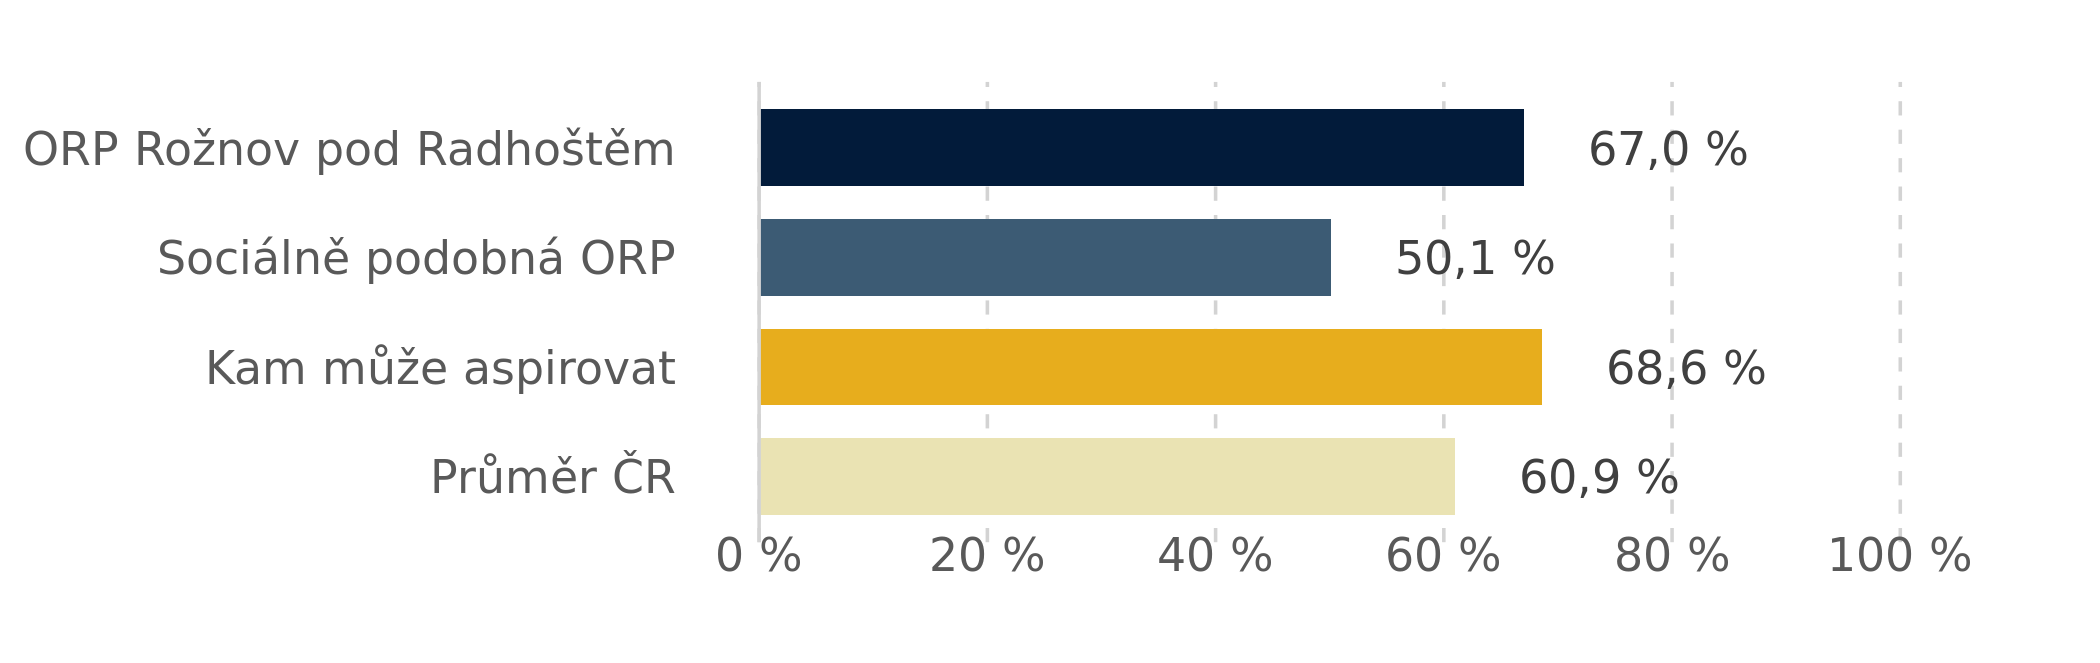 ORP Rožnov pod Radhoštěm 67,0 %
Sociálně podobná ORP 50,1 %
Kam může aspirovat 68,6 %
Průměr ČR 60,9 %
0 % 20 % 40 % 60 % 80 % 100 %